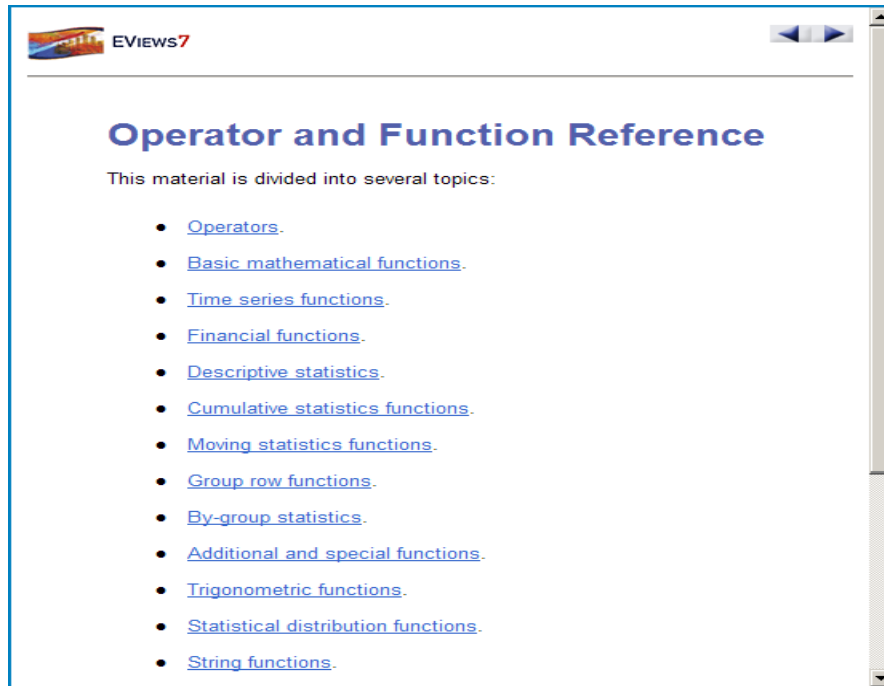 EVIEWS7
Operator and Function Reference
This material is divided into several topics:
• Operators.
• Basic mathematical functions.
• Time series functions.
• Financial functions.
• Descriptive statistics.
• Cumulative statistics functions.
• Moving statistics functions.
• Group row functions.
• By-group statistics.
• Additional and special functions.
• Trigonometric functions.
• Statistical distribution functions.
• String functions.